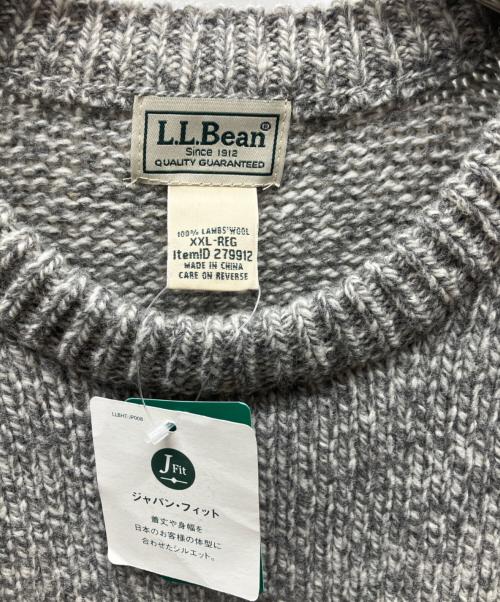 L.L.Bean®
Since 1912
QUALITY GUARANTEED
100% LAMBS'WOOL
XXL-REG
ItemID 279912
MADE IN CHINA
CARE ON REVERSE
LLBHT-JP008
J
Fit
ジャパン・フィット
着丈や身幅を
日本のお客様の体型に
合わせたシルエット。